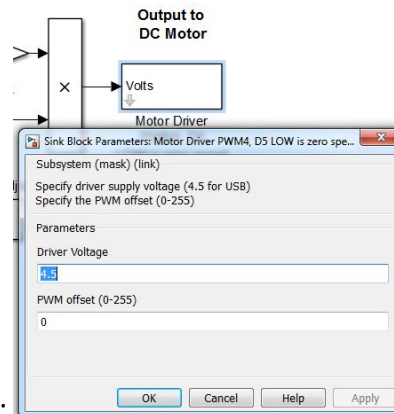 Output to
DC Motor
×
Volts
Motor Driver
Sink Block Parameters: Motor Driver PWM4, D5 LOW is zero spe...
Subsystem (mask) (link)
Specify driver supply voltage (4.5 for USB)
Specify the PWM offset (0-255)
Parameters
Driver Voltage
4.5
PWM offset (0-255)
0
OK Cancel Help Apply